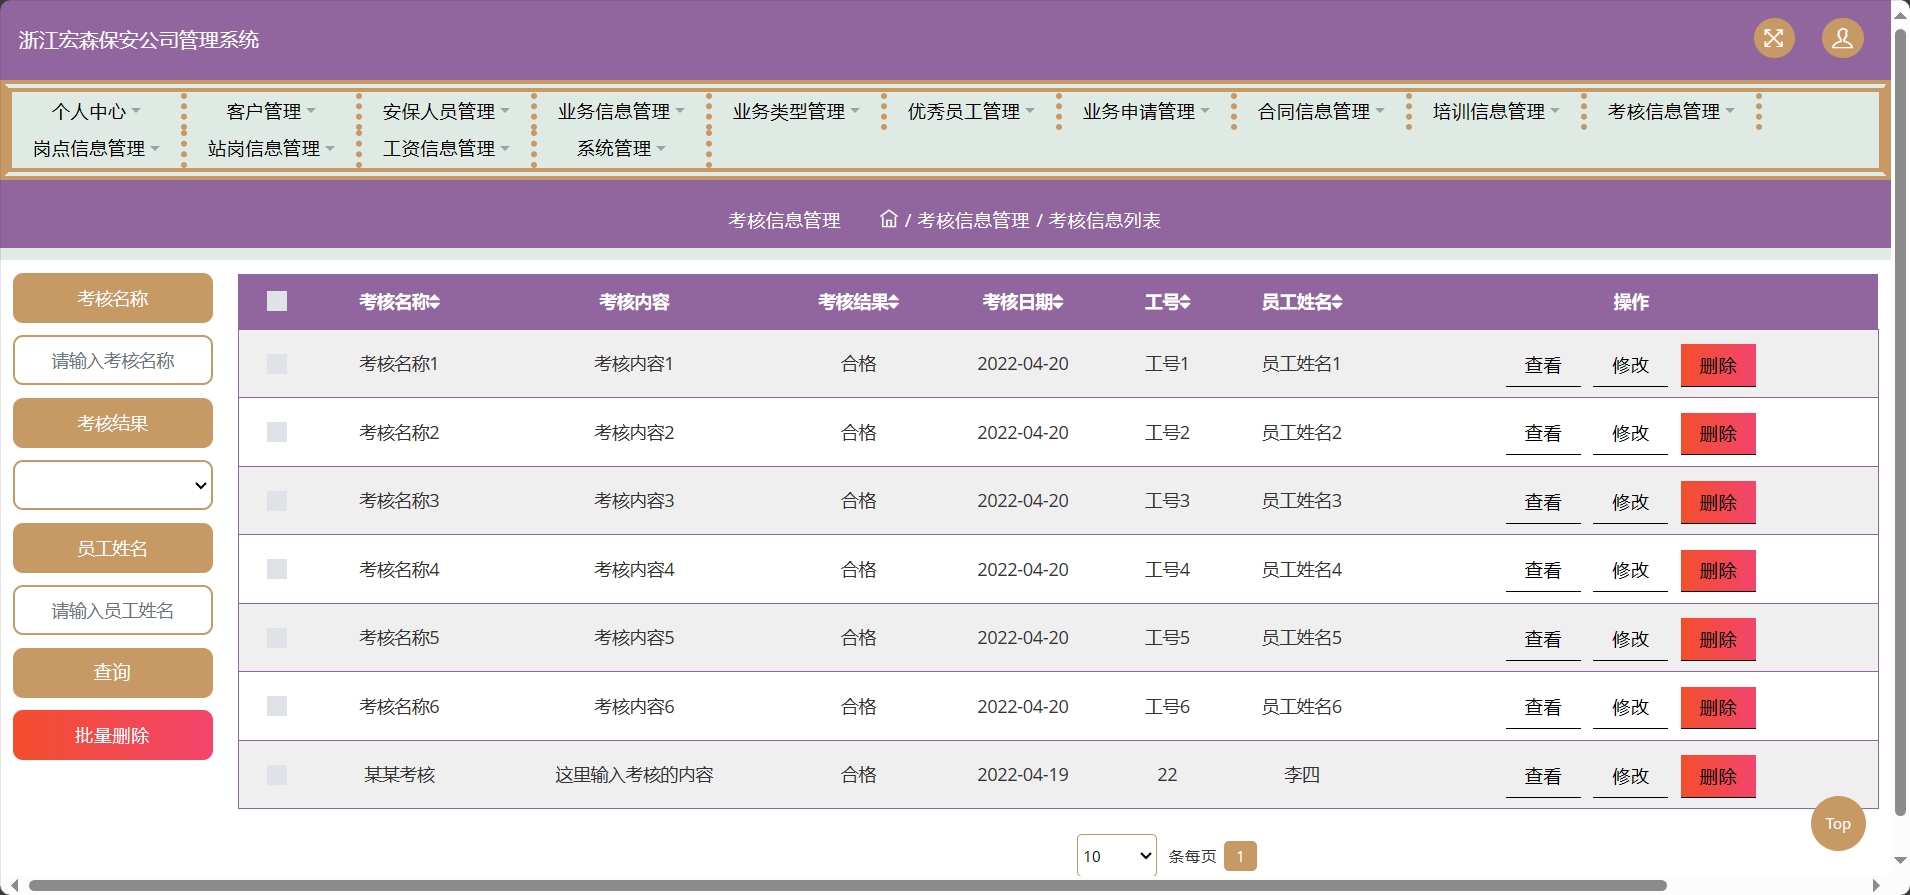 浙江宏森保安公司管理系统
个人中心 客户管理 安保人员管理 业务信息管理 业务类型管理 优秀员工管理 业务申请管理 合同信息管理 培训信息管理 考核信息管理
岗点信息管理 站岗信息管理 工资信息管理 系统管理
考核信息管理 / 考核信息管理 / 考核信息列表
考核名称
请输入考核名称
考核结果
员工姓名
请输入员工姓名
查询
批量删除
考核名称 考核内容 考核结果 考核日期 工号 员工姓名 操作
考核名称1 考核内容1 合格 2022-04-20 工号1 员工姓名1 查看 修改 删除
考核名称2 考核内容2 合格 2022-04-20 工号2 员工姓名2 查看 修改 删除
考核名称3 考核内容3 合格 2022-04-20 工号3 员工姓名3 查看 修改 删除
考核名称4 考核内容4 合格 2022-04-20 工号4 员工姓名4 查看 修改 删除
考核名称5 考核内容5 合格 2022-04-20 工号5 员工姓名5 查看 修改 删除
考核名称6 考核内容6 合格 2022-04-20 工号6 员工姓名6 查看 修改 删除
某某考核 这里输入考核的内容 合格 2022-04-19 22 李四 查看 修改 删除
Top
10 条每页 1